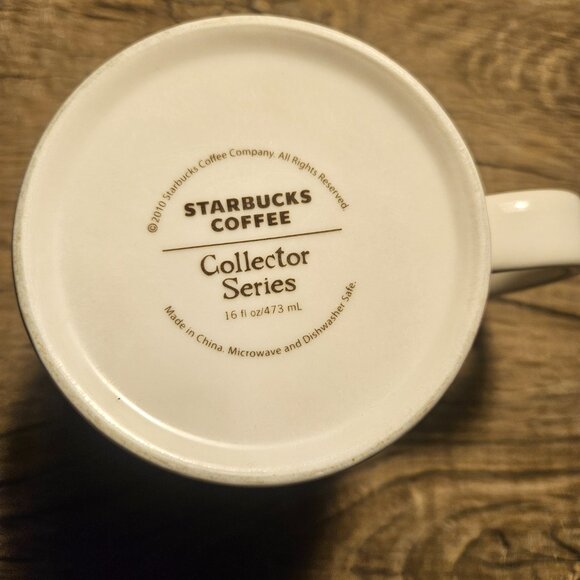 ©2010 Starbucks Coffee Company. All Rights Reserved.
STARBUCKS
COFFEE
Collector
Series
16 fl oz/473 mL
Made in China. Microwave and Dishwasher Safe.